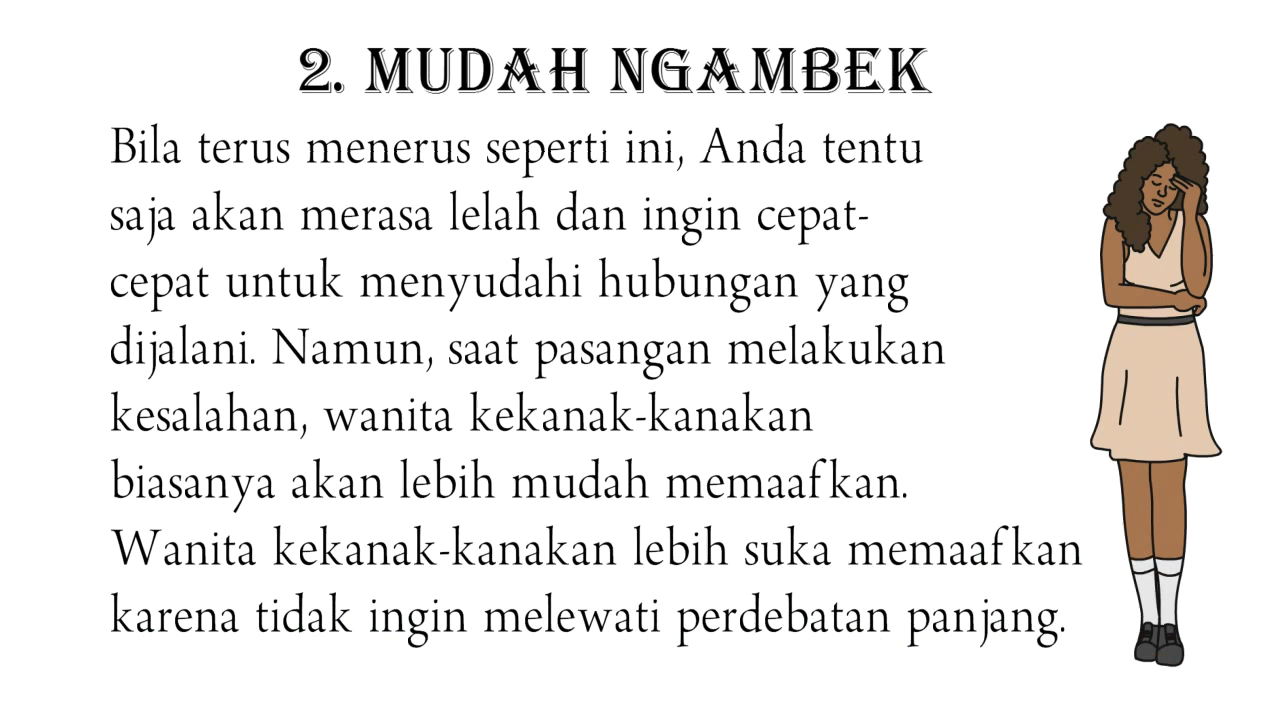 2. MUDAH NGAMBEK
Bila terus menerus seperti ini, Anda tentu
saja akan merasa lelah dan ingin cepat-
cepat untuk menyudahi hubungan yang
dijalani. Namun, saat pasangan melakukan
kesalahan, wanita kekanak-kanakan
biasanya akan lebih mudah memaafkan.
Wanita kekanak-kanakan lebih suka memaafkan
karena tidak ingin melewati perdebatan panjang.